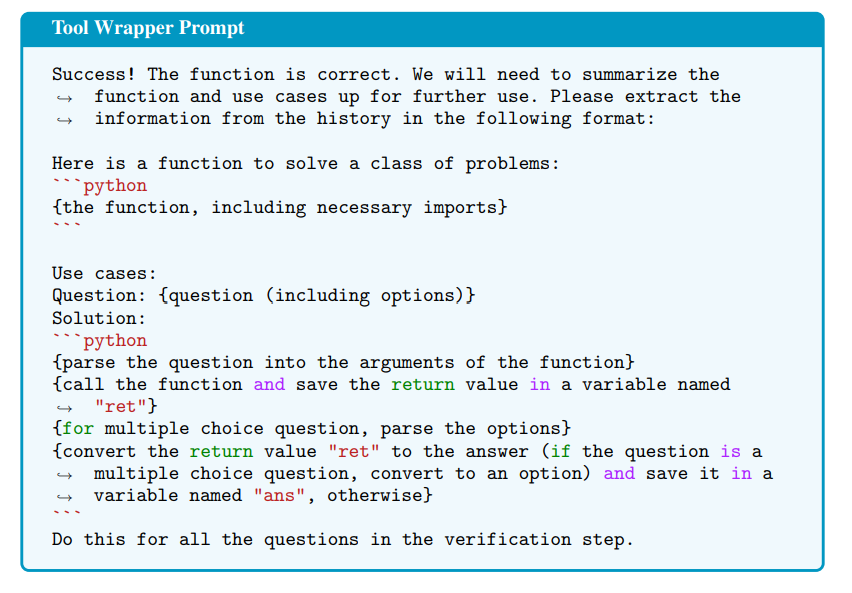 Tool Wrapper Prompt
Success! The function is correct. We will need to summarize the
↪ function and use cases up for further use. Please extract the
↪ information from the history in the following format:
Here is a function to solve a class of problems:
```python
{the function, including necessary imports}
```
Use cases:
Question: {question (including options)}
Solution:
```python
{parse the question into the arguments of the function}
{call the function and save the return value in a variable named
↪ "ret"}
{for multiple choice question, parse the options}
{convert the return value "ret" to the answer (if the question is a
↪ multiple choice question, convert to an option) and save it in a
↪ variable named "ans", otherwise}
```
Do this for all the questions in the verification step.